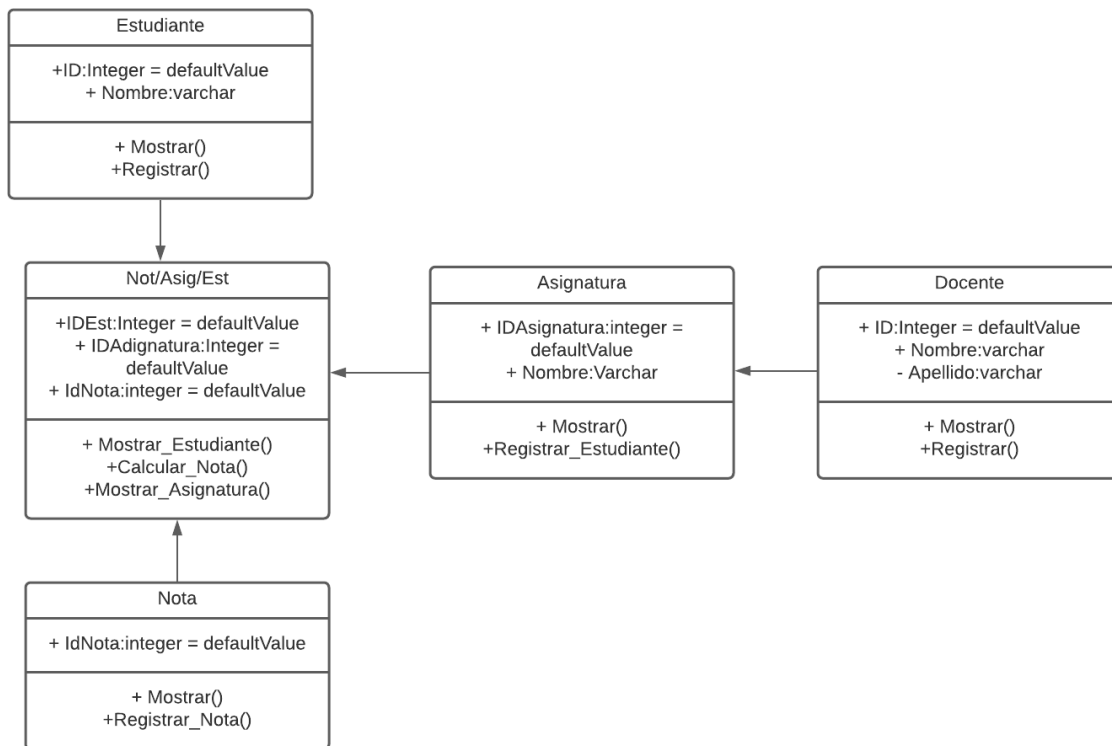 Estudiante
+ID:Integer = defaultValue
+ Nombre:varchar
+ Mostrar()
+Registrar()
Not/Asig/Est
+IDEst:Integer = defaultValue
+ IDAdignatura:Integer =
defaultValue
+ IdNota:integer = defaultValue
+ Mostrar_Estudiante()
+Calcular_Nota()
+Mostrar_Asignatura()
Asignatura
+ IDAsignatura:integer =
defaultValue
+ Nombre:Varchar
+ Mostrar()
+Registrar_Estudiante()
Docente
+ ID:Integer = defaultValue
+ Nombre:varchar
- Apellido:varchar
+ Mostrar()
+Registrar()
Nota
+ IdNota:integer = defaultValue
+ Mostrar()
+Registrar_Nota()